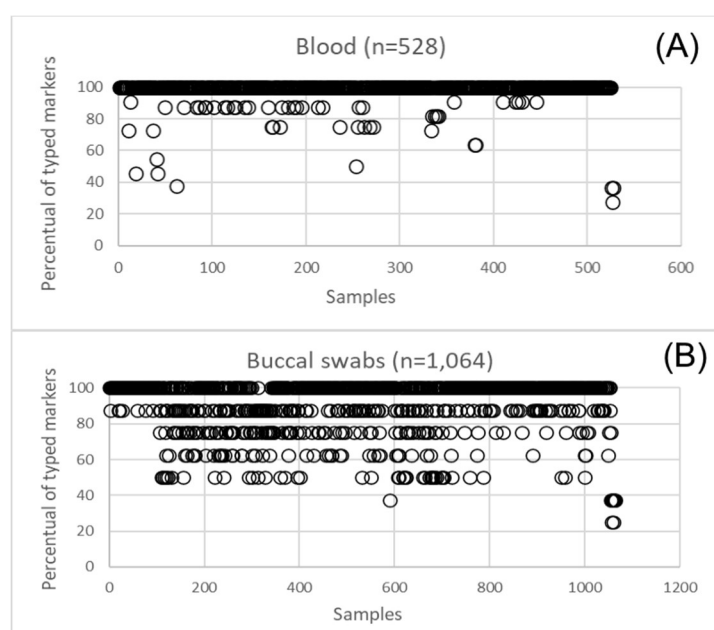 Blood (n=528)
(A)
Percentual of typed markers
100
80
60
40
20
0
0 100 200 300 400 500 600
Samples
Buccal swabs (n=1,064)
(B)
Percentual of typed markers
100
80
60
40
20
0
0 200 400 600 800 1000 1200
Samples